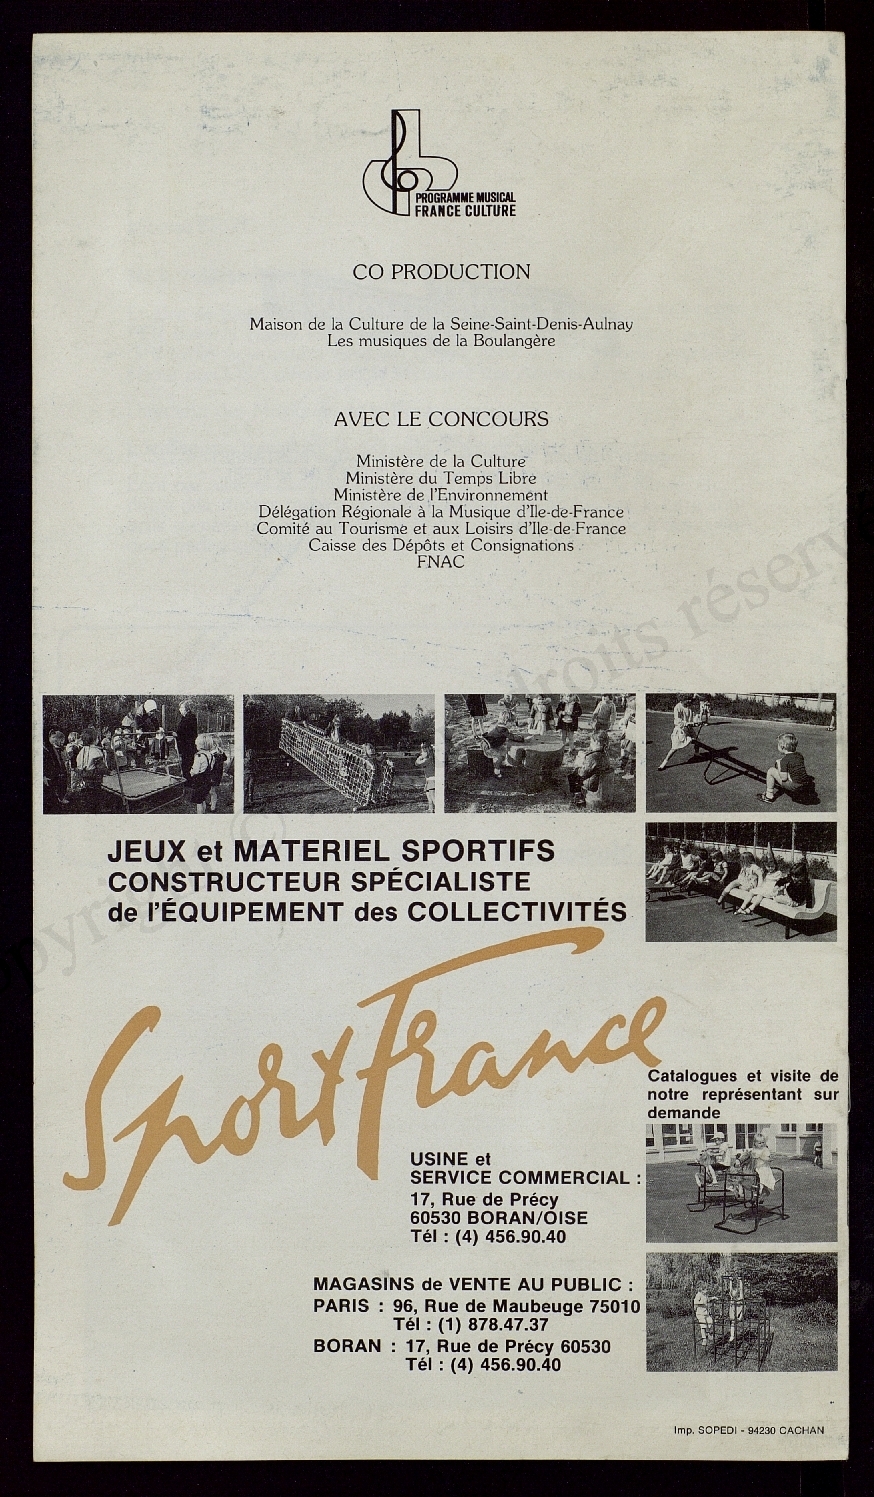 PROGRAMME MUSICAL
FRANCE CULTURE
CO PRODUCTION
Maison de la Culture de la Seine-Saint-Denis-Aulnay
Les musiques de la Boulangère
AVEC LE CONCOURS
Ministère de la Culture
Ministère du Temps Libre
Ministère de l'Environnement
Délégation Régionale à la Musique d'Ile-de-France
Comité au Tourisme et aux Loisirs d'Ile-de-France
Caisse des Dépôts et Consignations
FNAC
droits réserv
JEUX et MATERIEL SPORTIFS
CONSTRUCTEUR SPÉCIALISTE
de l'ÉQUIPEMENT des COLLECTIVITÉS
opyrig
©
Sport France
Catalogues et visite de
notre représentant sur
demande
USINE et
SERVICE COMMERCIAL :
17, Rue de Précy
60530 BORAN/OISE
Tél : (4) 456.90.40
MAGASINS de VENTE AU PUBLIC :
PARIS : 96, Rue de Maubeuge 75010
Tél : (1) 878.47.37
BORAN : 17, Rue de Précy 60530
Tél : (4) 456.90.40
Imp. SOPEDI - 94230 CACHAN